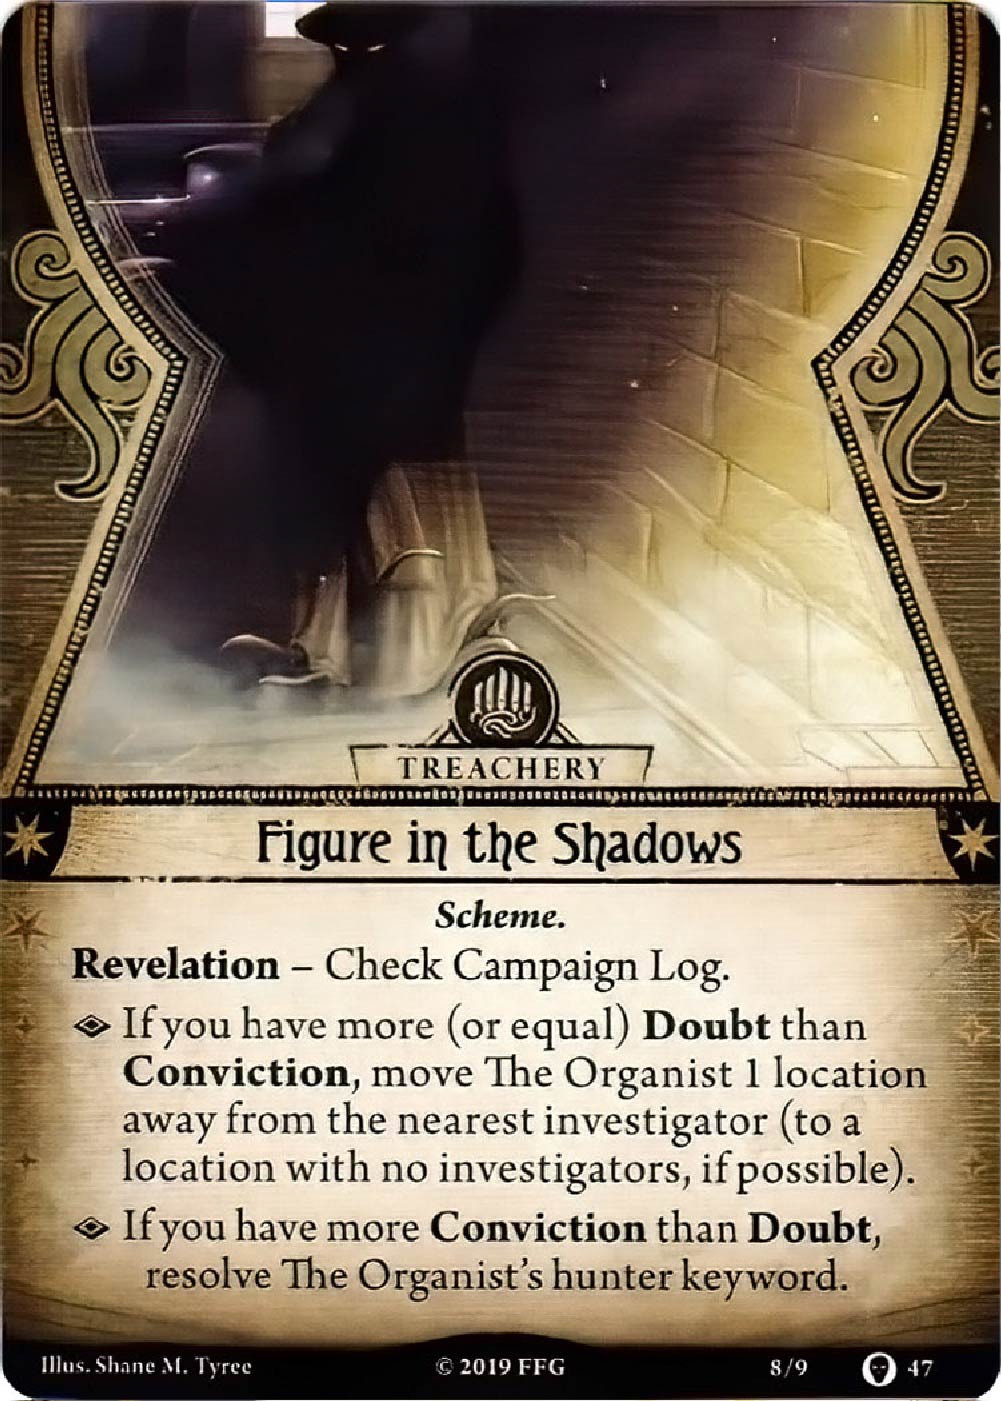 TREACHERY
Figure in the Shadows
Scheme.
Revelation – Check Campaign Log.
If you have more (or equal) Doubt than
Conviction, move The Organist 1 location
away from the nearest investigator (to a
location with no investigators, if possible).
If you have more Conviction than Doubt,
resolve The Organist's hunter keyword.
Illus. Shane M. Tyree © 2019 FFG 8/9 47